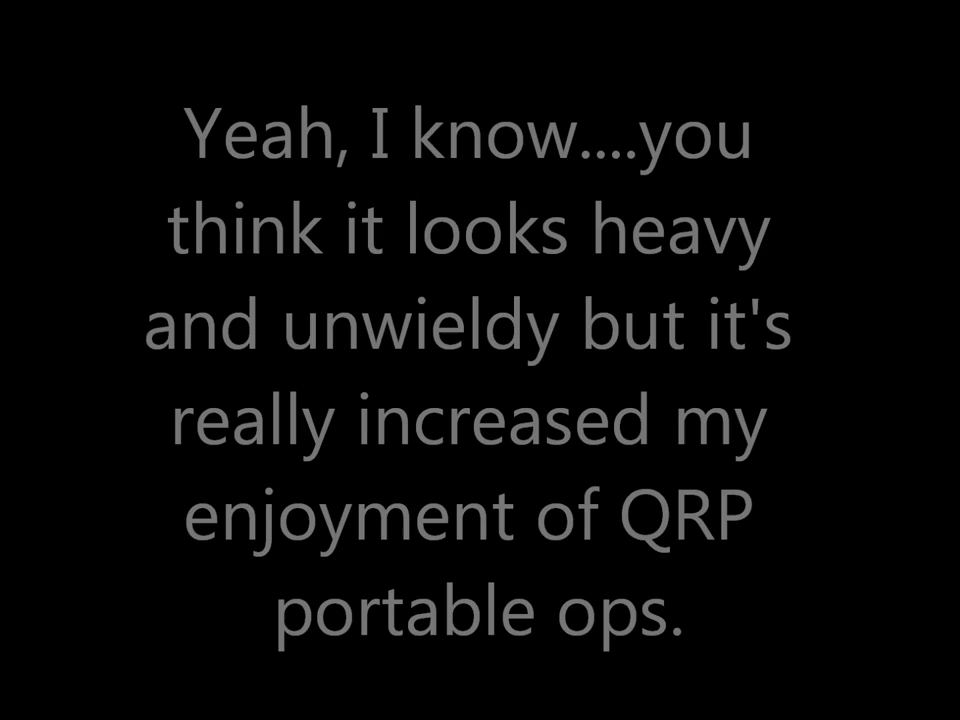 Yeah, I know....you
think it looks heavy
and unwieldy but it's
really increased my
enjoyment of QRP
portable ops.